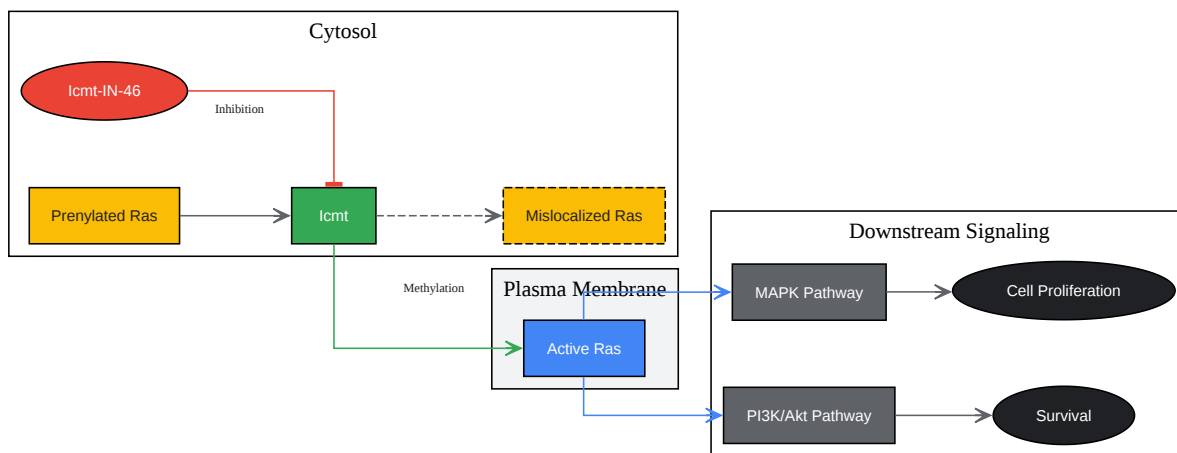 Cytosol
Icmt-IN-46
Inhibition
Prenylated Ras
Icmt
Mislocalized Ras
Methylation
Plasma Membrane
Active Ras
Downstream Signaling
MAPK Pathway
Cell Proliferation
PI3K/Akt Pathway
Survival